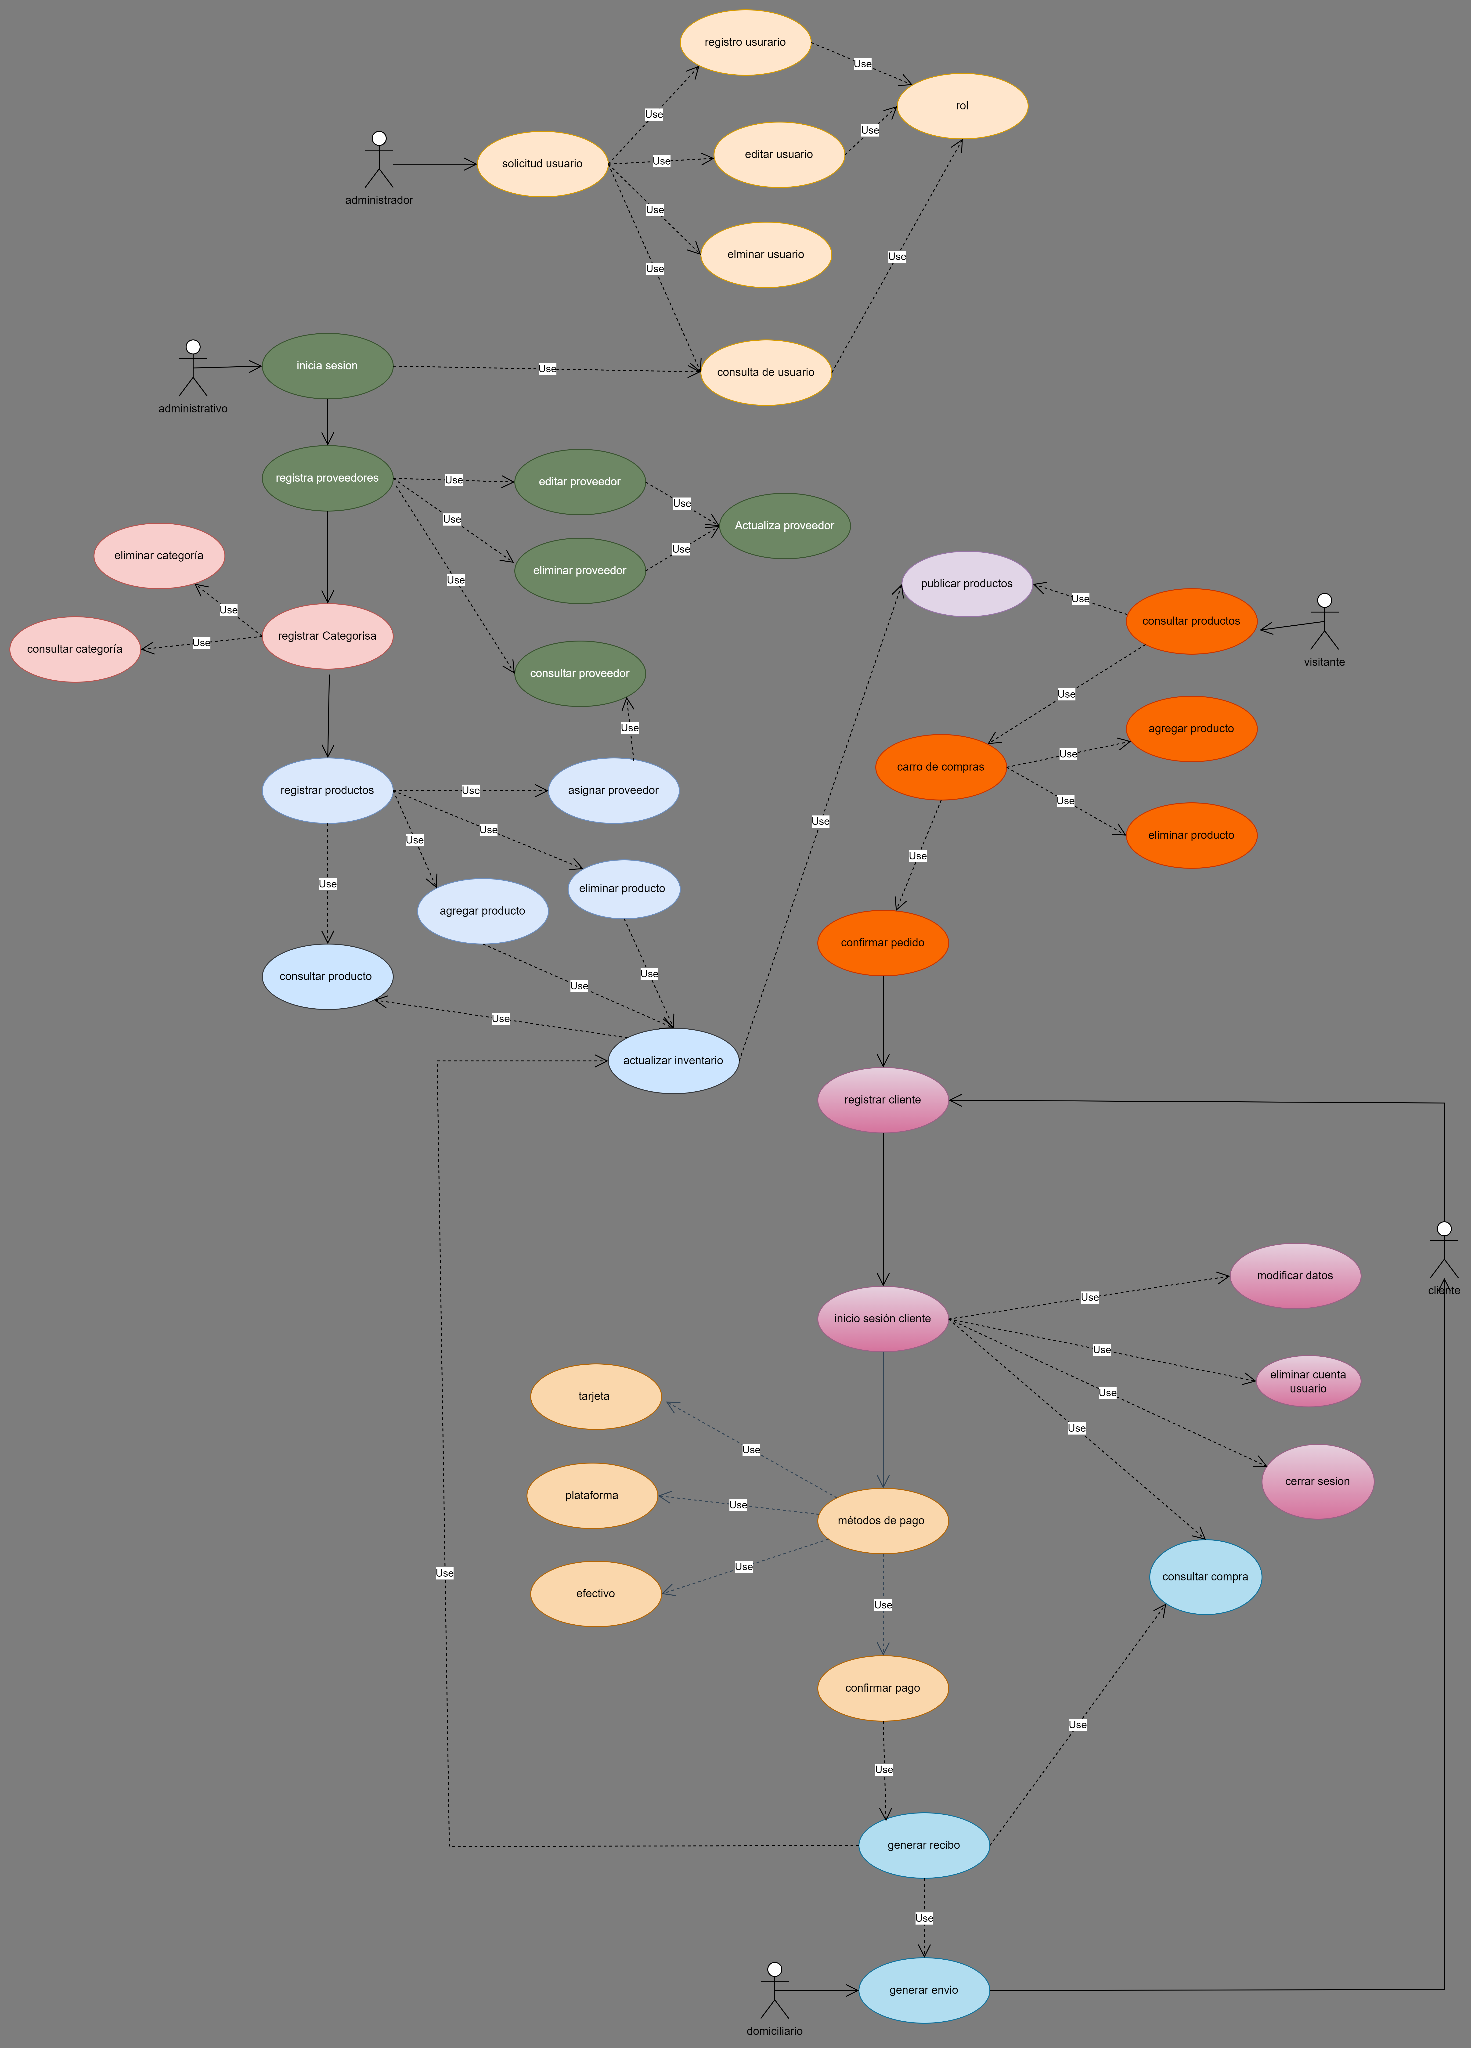 registro usurario
Use
rol
Use
Use
editar usuario
Use
solicitud usuario
administrador
Use
elminar usuario
Use
Use
inicia sesion
Use
consulta de usuario
administrativo
registra proveedores
Use
editar proveedor
Use
Use
Actualiza proveedor
Use
eliminar proveedor
Use
consultar proveedor
Use
eliminar categoría
Use
registrar Categorisa
Use
consultar categoría
publicar productos
Use
consultar productos
visitante
Use
agregar producto
Use
carro de compras
Use
eliminar producto
Use
confirmar pedido
registrar productos
Use
asignar proveedor
Use
Use
Use
eliminar producto
agregar producto
Use
Use
Use
consultar producto
Use
actualizar inventario
Use
registrar cliente
cliente
inicio sesión cliente
Use
modificar datos
Use
eliminar cuenta
usuario
Use
cerrar sesion
Use
consultar compra
tarjeta
Use
plataforma
Use
métodos de pago
efectivo
Use
Use
Use
confirmar pago
Use
Use
generar recibo
Use
generar envio
domiciliario